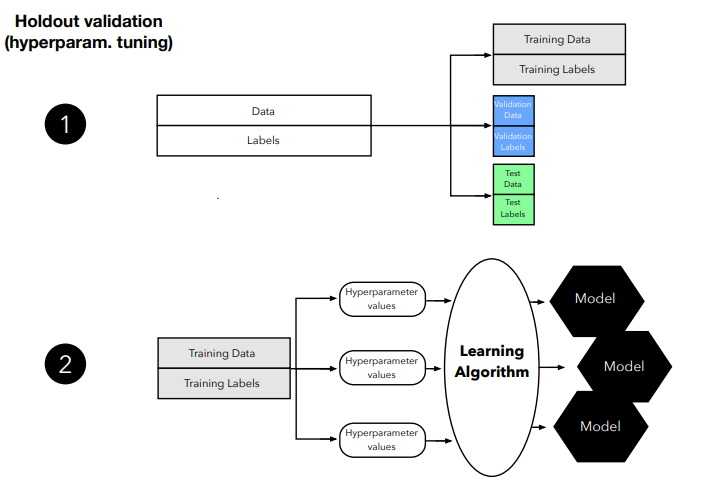 Holdout validation
(hyperparam. tuning)
1
Data
Labels
Training Data
Training Labels
Validation
Data
Validation
Labels
Test
Data
Test
Labels
2
Training Data
Training Labels
Hyperparameter
values
Hyperparameter
values
Hyperparameter
values
Learning
Algorithm
Model
Model
Model